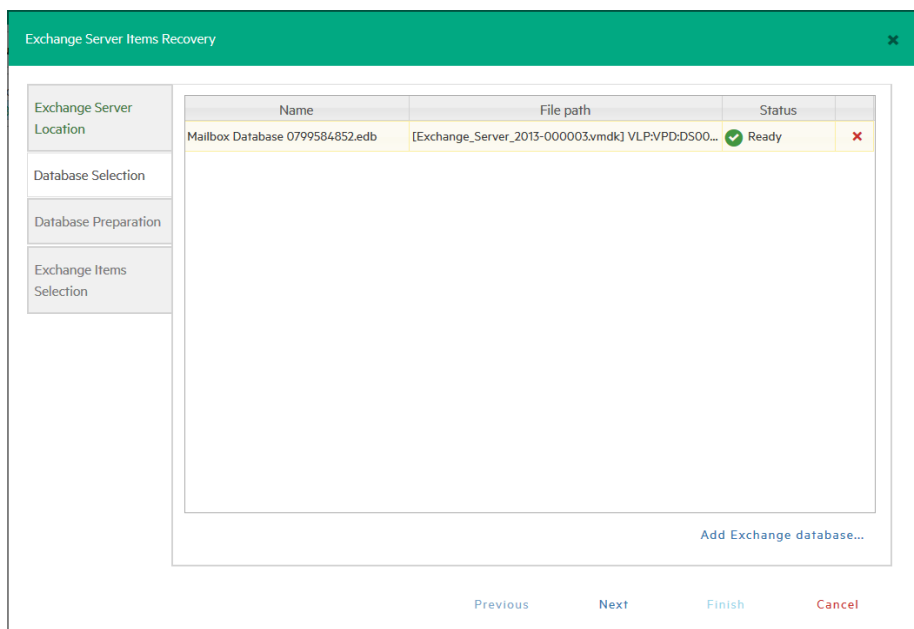 Exchange Server Items Recovery
Exchange Server
Location
Database Selection
Database Preparation
Exchange Items
Selection
Name File path Status
Mailbox Database 0799584852.edb [Exchange_Server_2013-000003.vmdk] VLP:VPD:DS00... Ready
Add Exchange database...
Previous Next Finish Cancel